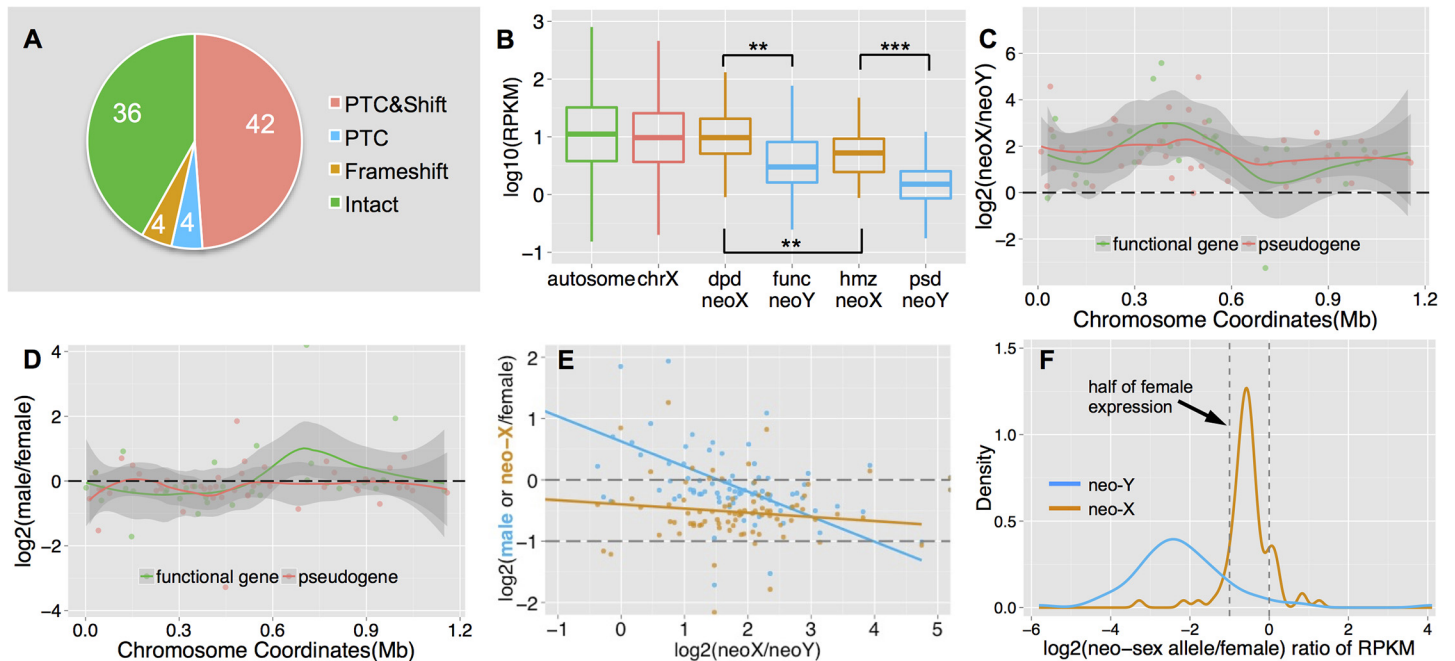 A
36
42
4
4
PTC&Shift
PTC
Frameshift
Intact
B
log10(RPKM)
3
2
1
0
−1
**
***
**
autosome
chrX
dpd neoX
func neoY
hmz neoX
psd neoY
C
log2(neoX/neoY)
6
4
2
0
−2
functional gene
pseudogene
0.0 0.3 0.6 0.9 1.2
Chromosome Coordinates(Mb)
D
log2(male/female)
4
2
0
−2
−4
functional gene
pseudogene
0.0 0.3 0.6 0.9 1.2
Chromosome Coordinates(Mb)
E
log2(male or neo−X/female)
2
1
0
−1
−2
−1 0 1 2 3 4 5
log2(neoX/neoY)
F
Density
1.5
1.0
0.5
0.0
half of female
expression
neo-Y
neo-X
−6 −4 −2 0 2 4
log2(neo−sex allele/female) ratio of RPKM